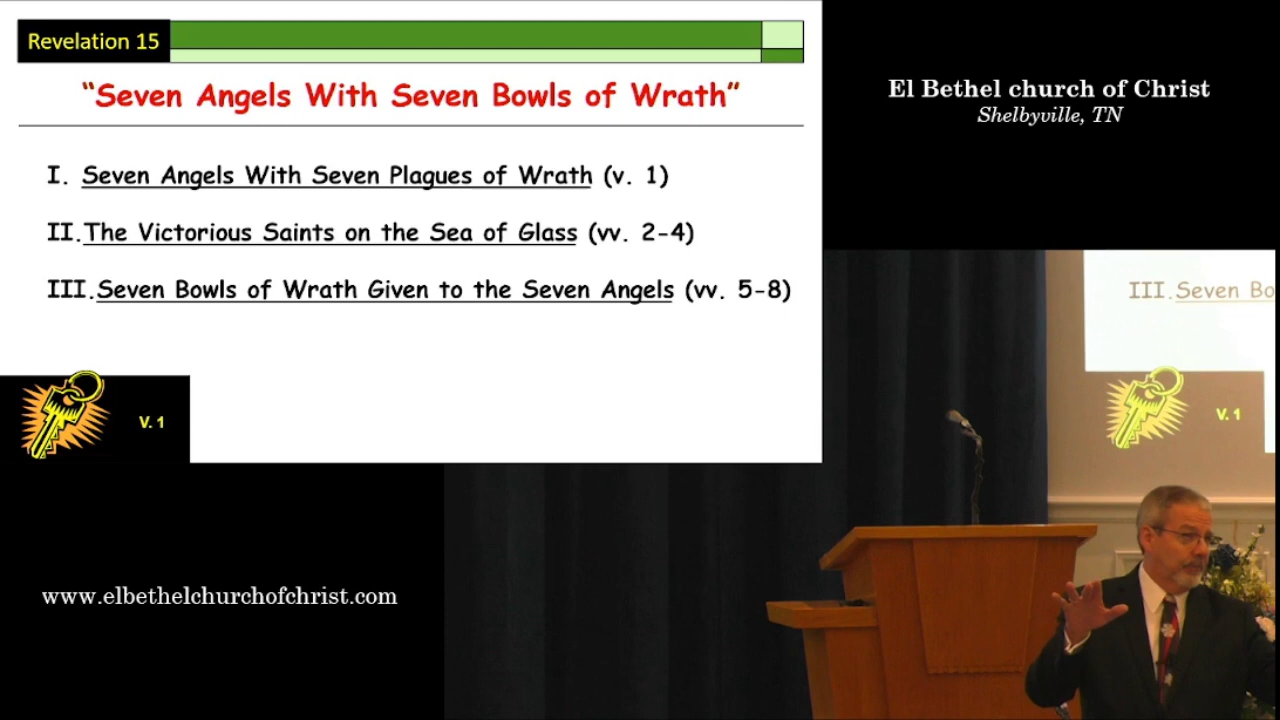 Revelation 15
"Seven Angels With Seven Bowls of Wrath"
I. Seven Angels With Seven Plagues of Wrath (v. 1)
II. The Victorious Saints on the Sea of Glass (vv. 2-4)
III. Seven Bowls of Wrath Given to the Seven Angels (vv. 5-8)
V. 1
El Bethel church of Christ
Shelbyville, TN
III. Seven Bo
V. 1
www.elbethelchurchofchrist.com